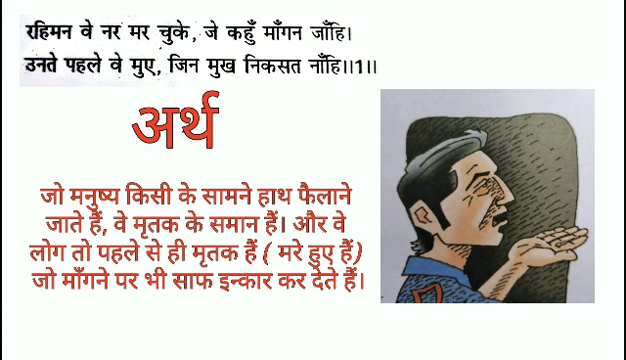 रहिमन वे नर मर चुके, जे कहुँ माँगन जाँहि।
उनते पहले वे मुए, जिन मुख निकसत नाँहि।।1।।
अर्थ
जो मनुष्य किसी के सामने हाथ फैलाने
जाते हैं, वे मृतक के समान हैं। और वे
लोग तो पहले से ही मृतक हैं ( मरे हुए हैं)
जो माँगने पर भी साफ इन्कार कर देते हैं।